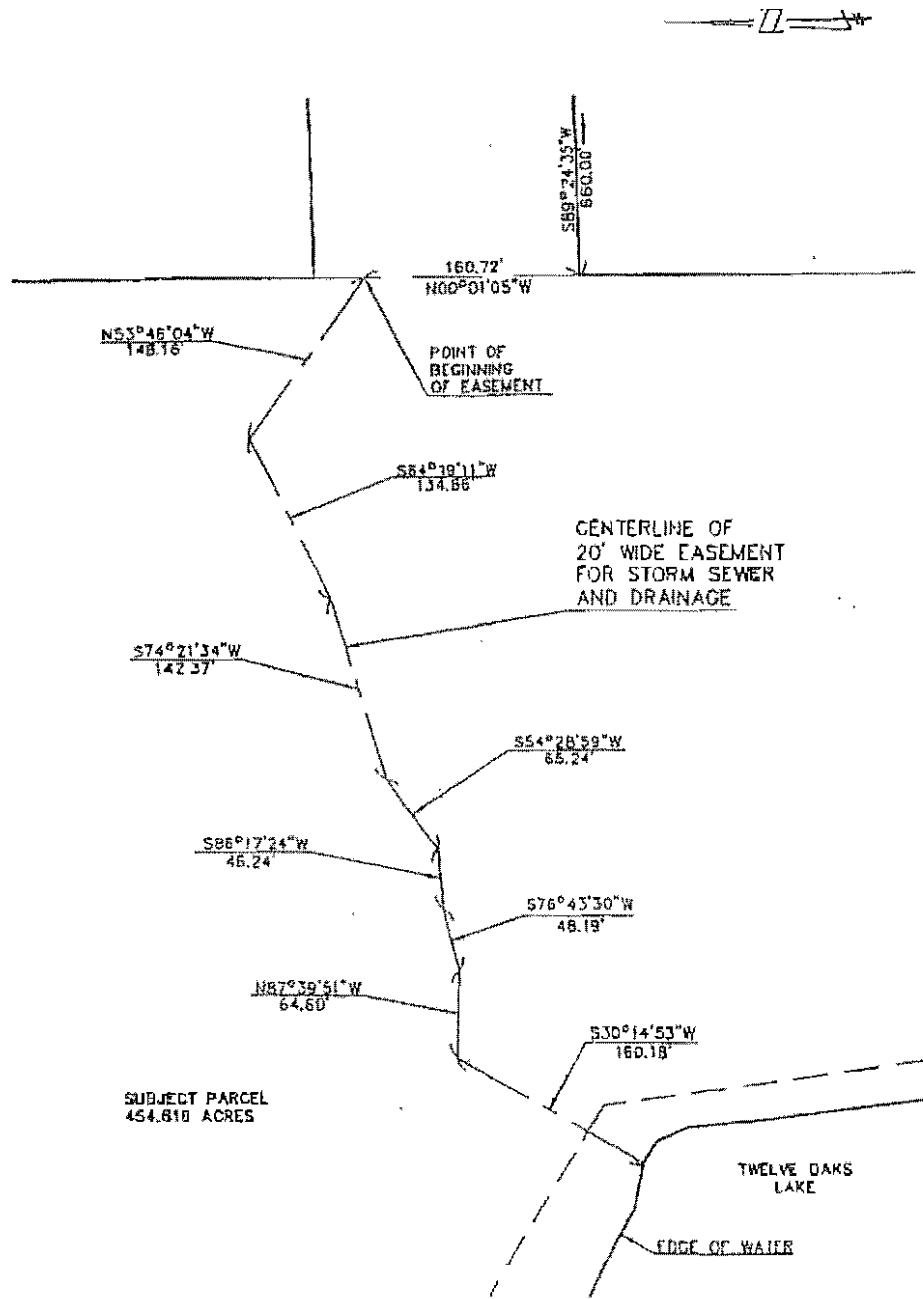 S89°24'35"W
660.00'
160.72'
N00°01'05"W
N53°46'04"W
148.16'
POINT OF
BEGINNING
OF EASEMENT
S64°19'11"W
134.66'
CENTERLINE OF
20' WIDE EASEMENT
FOR STORM SEWER
AND DRAINAGE
S74°21'34"W
142.37'
S54°28'59"W
65.24'
S86°17'24"W
46.24'
S76°43'30"W
48.19'
N87°39'51"W
64.60'
S30°14'53"W
160.18'
SUBJECT PARCEL
454.610 ACRES
TWELVE OAKS
LAKE
EDGE OF WATER